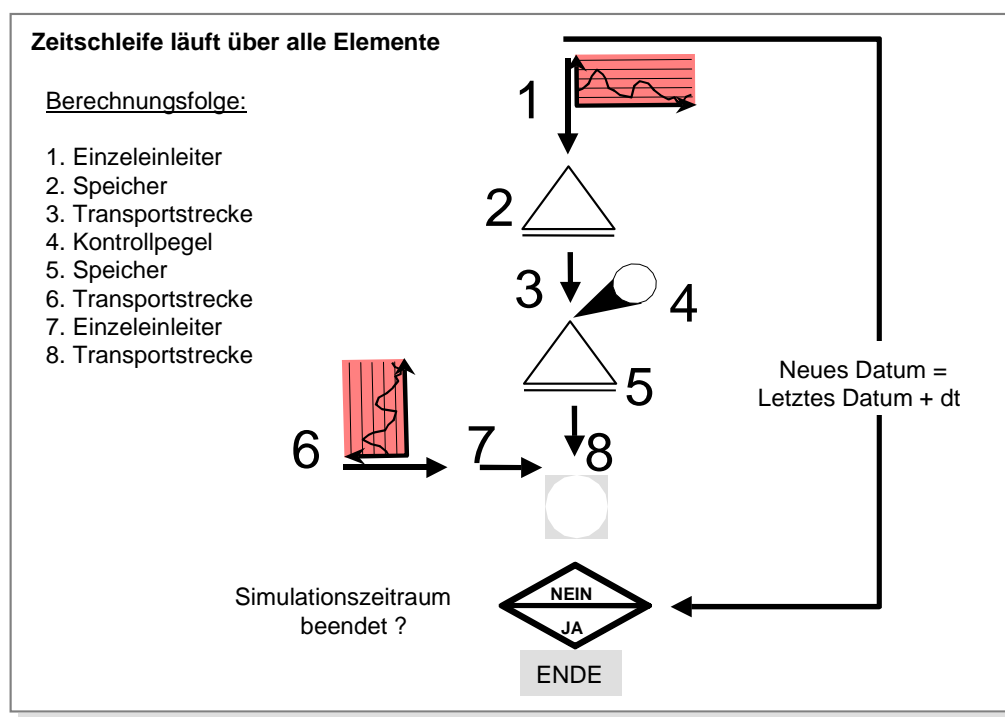 Zeitschleife läuft über alle Elemente
Berechnungsfolge:
1. Einzeleinleiter
2. Speicher
3. Transportstrecke
4. Kontrollpegel
5. Speicher
6. Transportstrecke
7. Einzeleinleiter
8. Transportstrecke
1
2
3
4
5
6
7
8
Neues Datum =
Letztes Datum + dt
Simulationszeitraum
beendet ?
NEIN
JA
ENDE